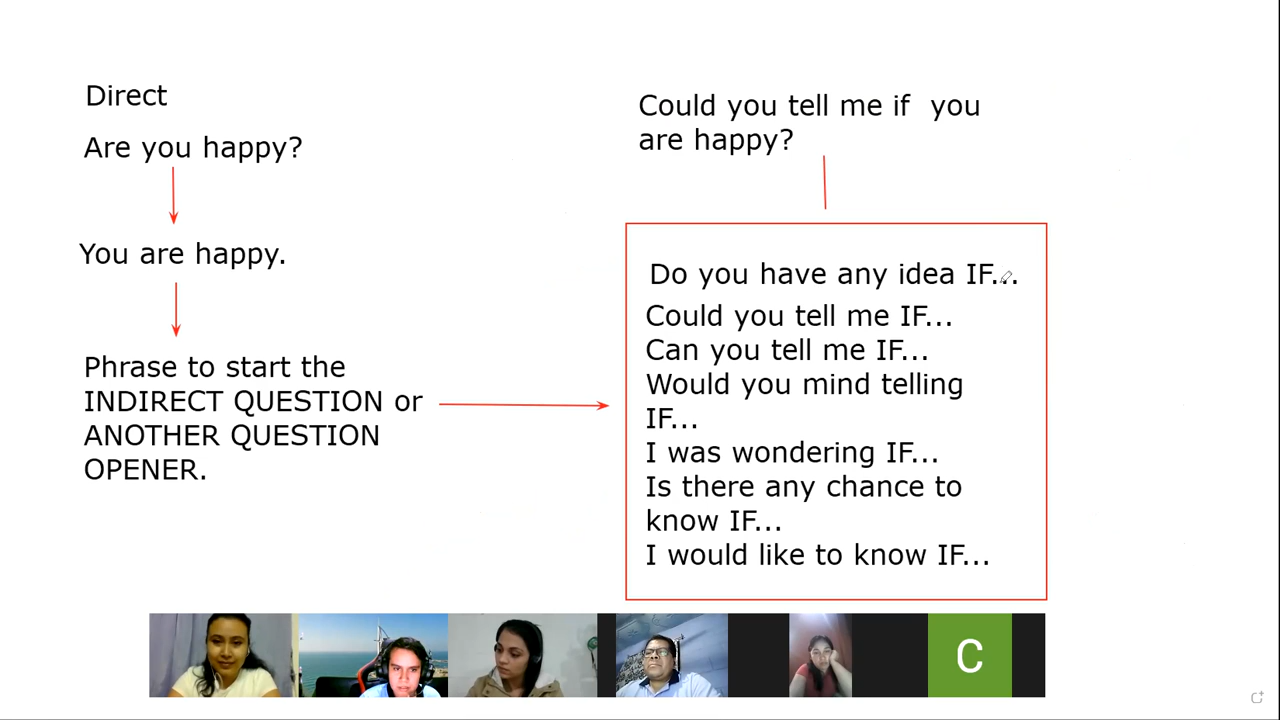 Direct
Are you happy?
You are happy.
Phrase to start the
INDIRECT QUESTION or
ANOTHER QUESTION
OPENER.
Could you tell me if  you
are happy?
Do you have any idea IF...
Could you tell me IF...
Can you tell me IF...
Would you mind telling
IF...
I was wondering IF...
Is there any chance to
know IF...
I would like to know IF...
C